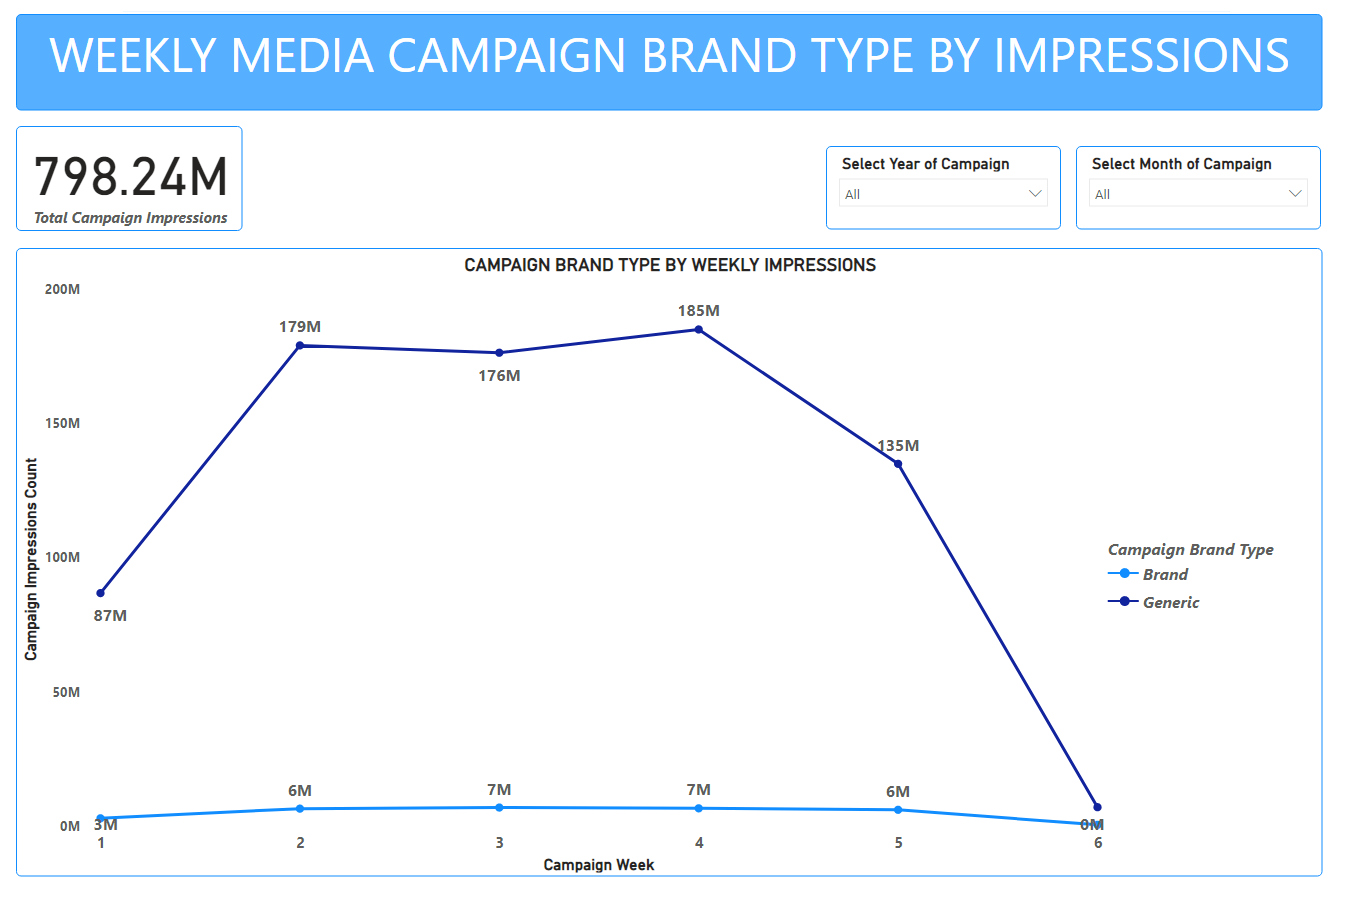 WEEKLY MEDIA CAMPAIGN BRAND TYPE BY IMPRESSIONS
798.24M
Total Campaign Impressions
Select Year of Campaign
All
Select Month of Campaign
All
CAMPAIGN BRAND TYPE BY WEEKLY IMPRESSIONS
Campaign Impressions Count
200M
150M
100M
50M
0M
87M
179M
176M
185M
135M
3M
6M
7M
7M
6M
0M
1
2
3
4
5
6
Campaign Week
Campaign Brand Type
Brand
Generic